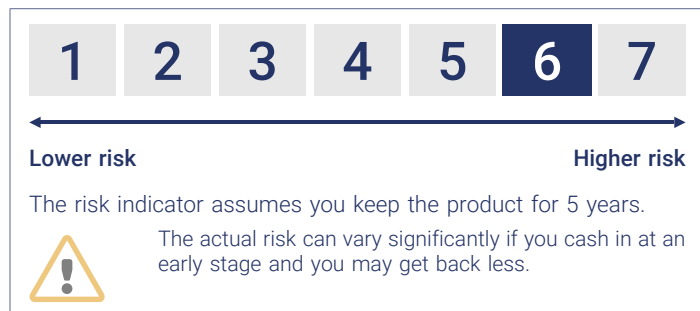 1 2 3 4 5 6 7
Lower risk Higher risk
The risk indicator assumes you keep the product for 5 years.
The actual risk can vary significantly if you cash in at an
early stage and you may get back less.